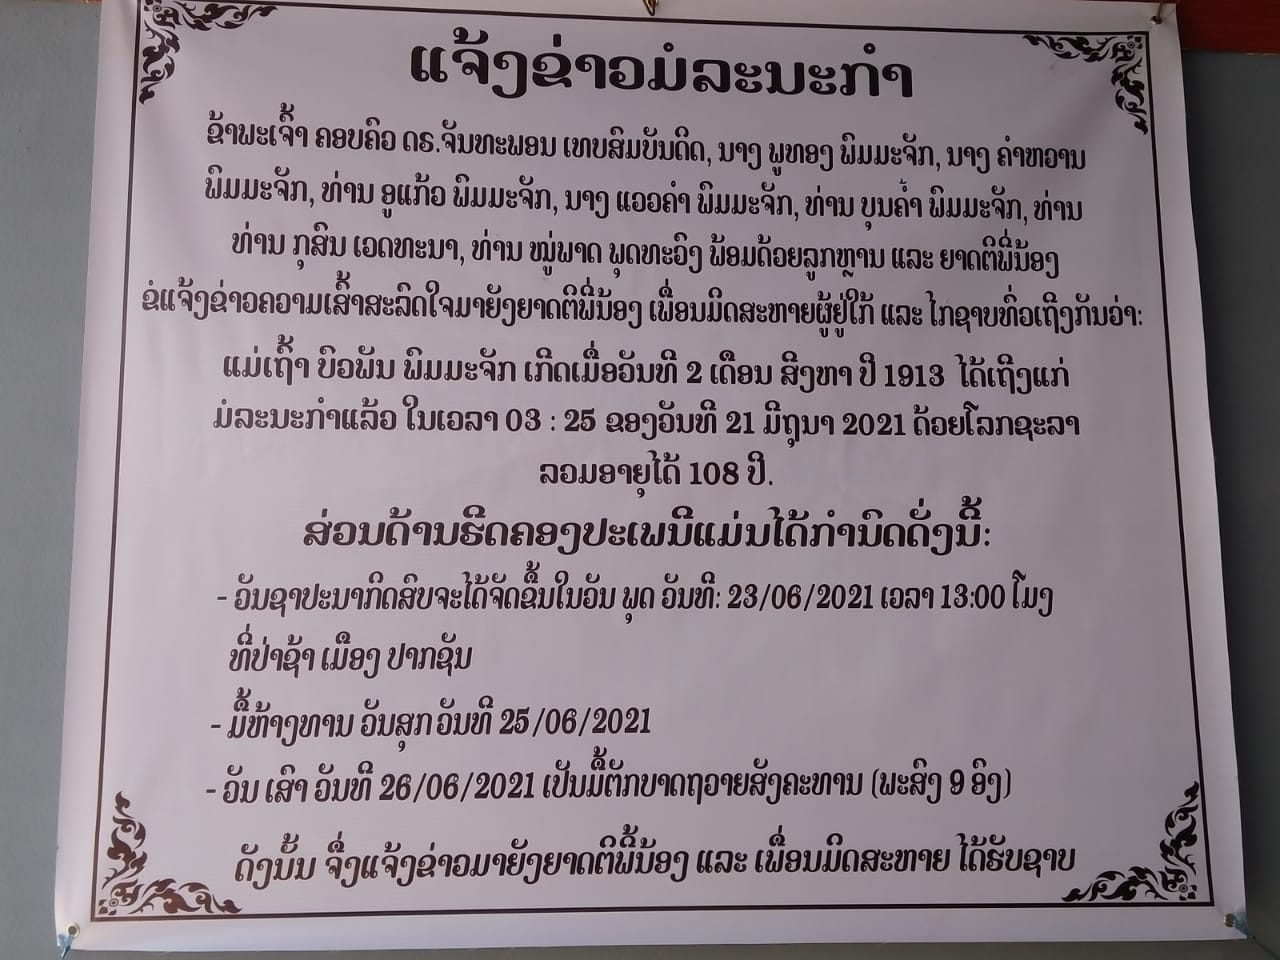 ແຈ້ງຂ່າວມໍລະນະກຳ
ຂ້າພະເຈົ້າ ຄອບຄົວ ດຣ.ຈັນທະພອນ ເທບສິມບັນດິດ, ນາງ ພູທອງ ພິມມະຈັກ, ນາງ ຄຳຫວານ
ພິມມະຈັກ, ທ່ານ ອູແກ້ວ ພິມມະຈັກ, ນາງ ແອວຄຳ ພິມມະຈັກ, ທ່ານ ບຸນຄ້ຳ ພິມມະຈັກ, ທ່ານ
ທ່ານ ກຸສິນ ເອດທະນາ, ທ່ານ ໝູ່ພາດ ພຸດທະວົງ ພ້ອມດ້ວຍລູກຫຼານ ແລະ ຍາດຕິພີ່ນ້ອງ
ຂໍແຈ້ງຂ່າວຄວາມເສົ້າສະລົດໃຈມາຍັງຍາດຕິພີ່ນ້ອງ ເພື່ອນມິດສະຫາຍຜູ້ຢູ່ໃກ້ ແລະ ໄກຊາບທົ່ວເຖິງກັນວ່າ:
ແມ່ເຖົ້າ ບົວພັນ ພິມມະຈັກ ເກີດເມື່ອວັນທີ 2 ເດືອນ ສິງຫາ ປີ 1913 ໄດ້ເຖິງແກ່
ມໍລະນະກຳແລ້ວ ໃນເວລາ 03 : 25 ຂອງວັນທີ 21 ມິຖຸນາ 2021 ດ້ວຍໂລກຊະລາ
ລວມອາຍຸໄດ້ 108 ປີ.
ສ່ວນດ້ານຮີດຄອງປະເພນີແມ່ນໄດ້ກຳນົດດັ່ງນີ້:
- ວັນຊາປະນາກິດສົບຈະໄດ້ຈັດຂື້ນໃນວັນ ພຸດ ວັນທີ: 23/06/2021 ເວລາ 13:00 ໂມງ
ທີ່ປ່າຊ້າ ເມືອງ ປາກຊັນ
- ມື້ຫ້າງທານ ວັນສຸກ ວັນທີ 25/06/2021
- ວັນ ເສົາ ວັນທີ 26/06/2021 ເປັນມື້ຕັກບາດຖວາຍສັງຄະທານ (ພະສົງ 9 ອົງ)
ດັງນັ້ນ ຈື່ງແຈ້ງຂ່າວມາຍັງຍາດຕິພີ້ນ້ອງ ແລະ ເພື່ອນມິດສະຫາຍ ໄດ້ຮັບຊາບ